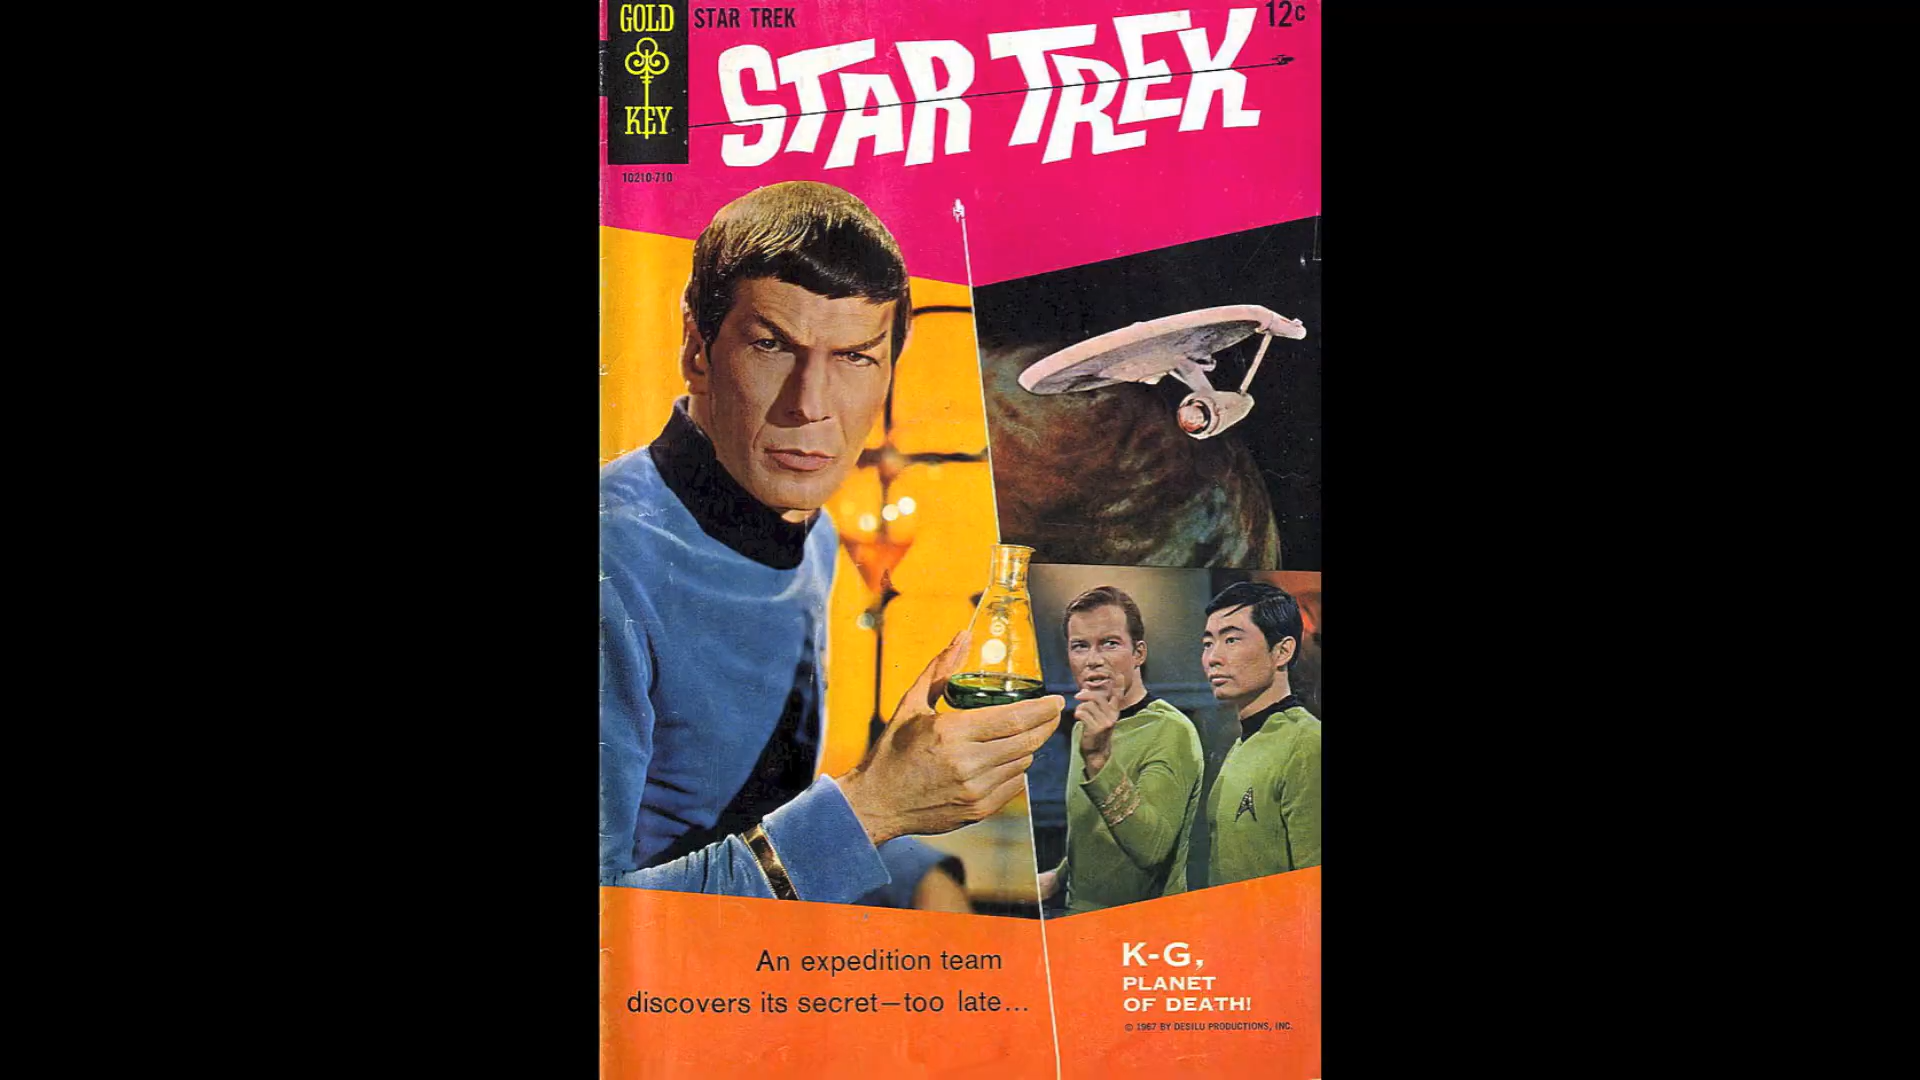 GOLD
KEY
STAR TREK
12c
STAR TREK
10210-710
An expedition team
discovers its secret—too late...
K-G,
PLANET
OF DEATH!
© 1967 BY DESILU PRODUCTIONS, INC.